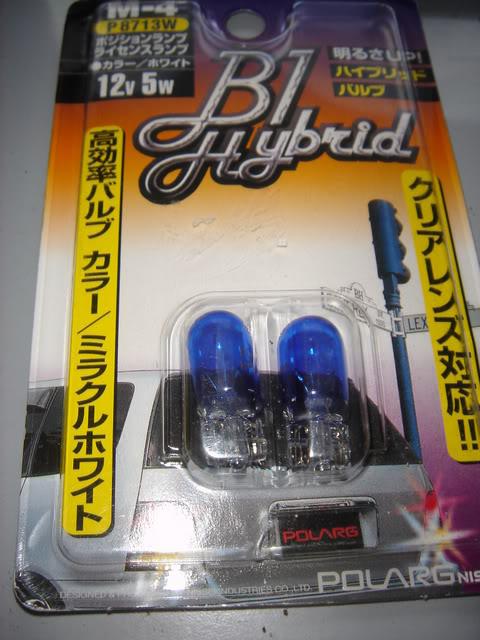 M-4
P8713W
ポジションランプ
ライセンスランプ
●カラー／ホワイト
12V 5W
B1
Hybrid
明るさUP!
ハイブリッド
バルブ
高効率バルブ カラー／ミラクルホワイト
クリアレンズ対応!!
LEX
POLARG
POLARG NIS
DESIGNED &
INDUSTRIES CO., LTD.